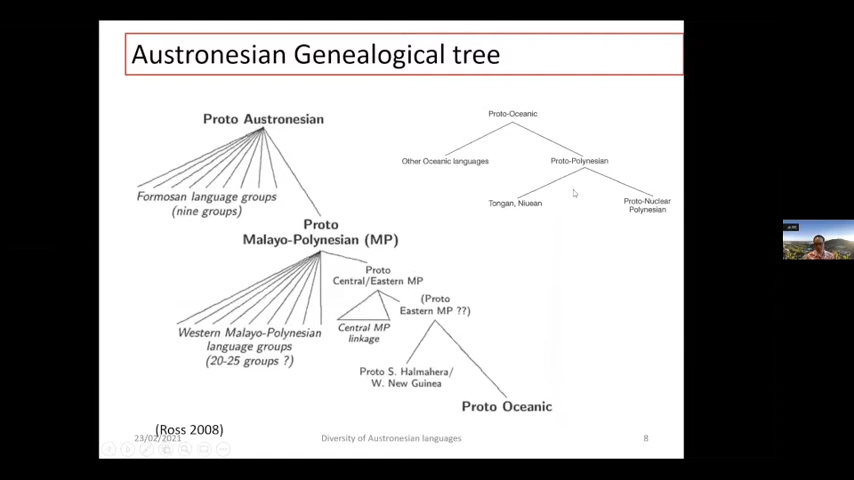 Austronesian Genealogical tree
Proto Austronesian
Formosan language groups
(nine groups)
Proto
Malayo-Polynesian (MP)
Western Malayo-Polynesian
language groups
(20-25 groups ?)
Proto
Central/Eastern MP
Central MP
linkage
(Proto
Eastern MP ??)
Proto S. Halmahera/
W. New Guinea
Proto Oceanic
Proto-Oceanic
Other Oceanic languages
Proto-Polynesian
Tongan, Niuean
Proto-Nuclear
Polynesian
(Ross 2008)
23/02/2021
Diversity of Austronesian languages
8